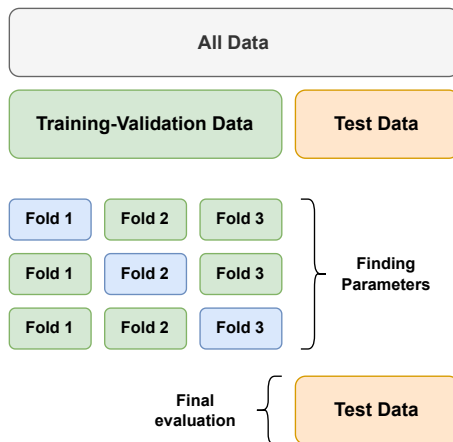 All Data
Training-Validation Data
Test Data
Fold 1
Fold 2
Fold 3
Fold 1
Fold 2
Fold 3
Fold 1
Fold 2
Fold 3
Finding
Parameters
Final
evaluation
Test Data